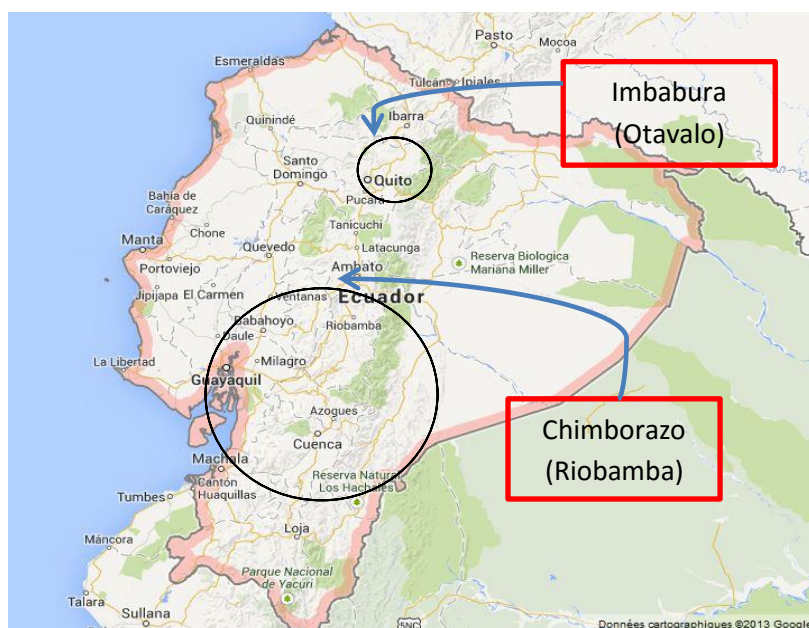 Pasto
Mocoa
Esmeraldas
Tulcán
Ipiales
Imbabura
(Otavalo)
Ibarra
Quinindé
Santo
Domingo
Quito
Pucará
Bahía de
Caráquez
Tanicuchi
Chone
Manta
Quevedo
Latacunga
Reserva Biologica
Mariana Miller
Portoviejo
Ambato
Jipijapa
El Carmen
Ventanas
Ecuador
Babahoyo
Riobamba
Daule
La Libertad
Milagro
Guayaquil
Azogues
Chimborazo
(Riobamba)
Cuenca
Machala
Reserva Natural
Los Hachales
Cantón
Huaquillas
Tumbes
Loja
Máncora
Parque Nacional
de Yacuri
Talara
Sullana
5NC
Données cartographiques ©2013 Google